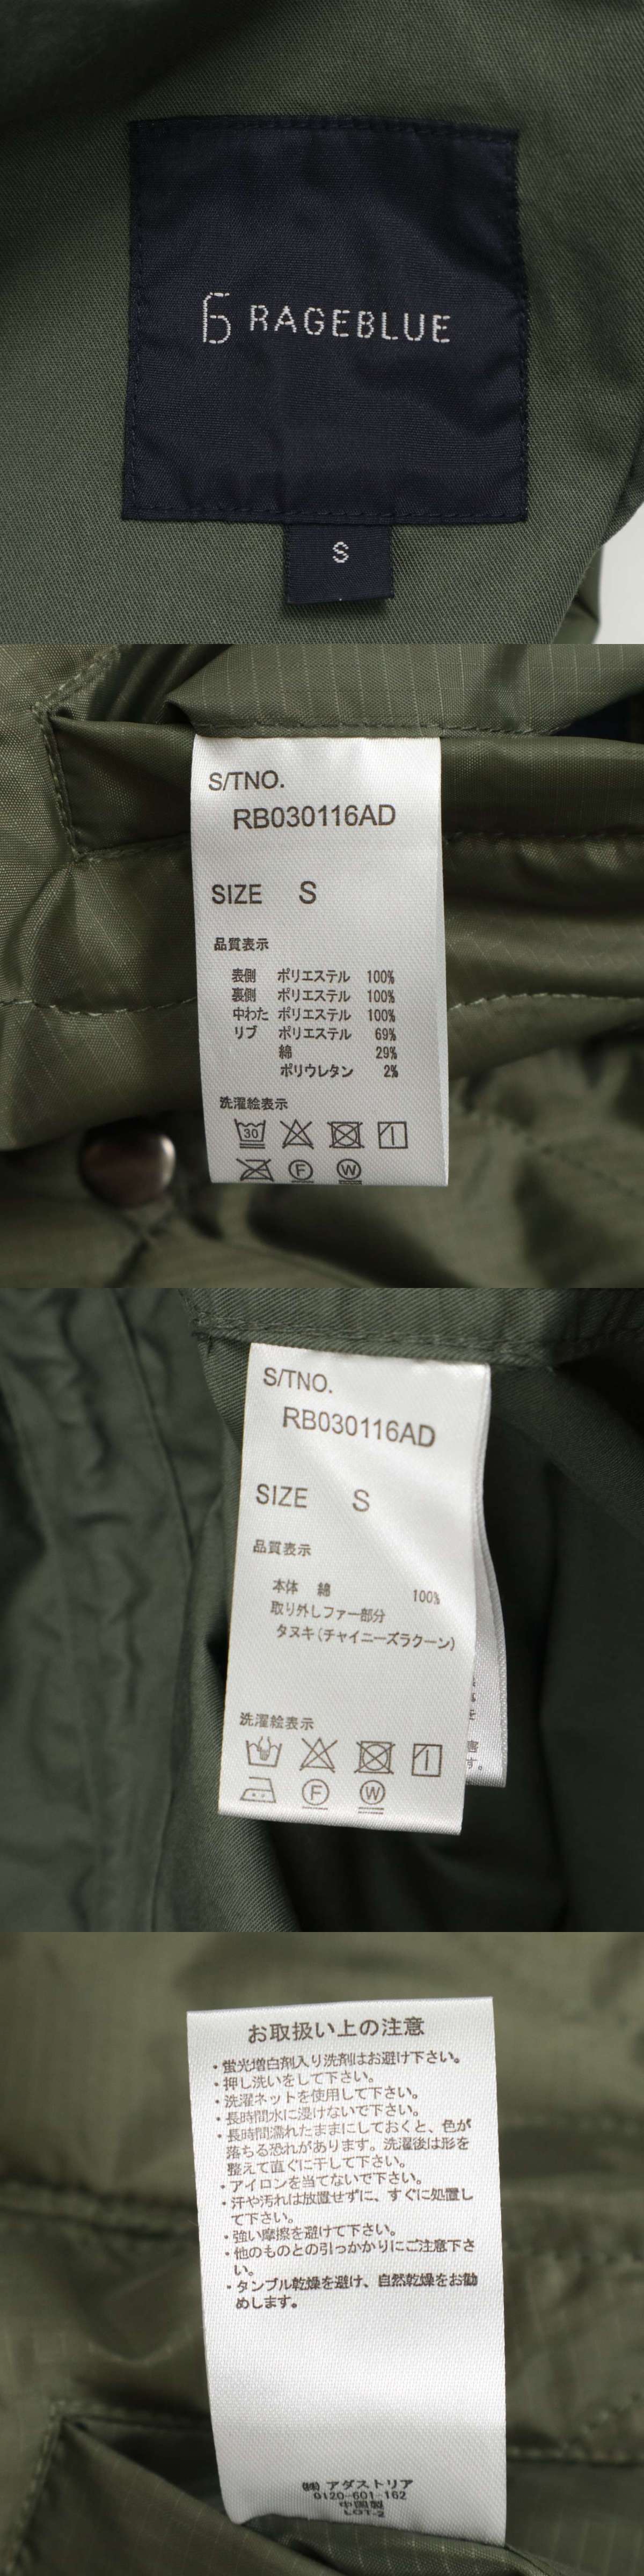 RAGEBLUE
S
S/TNO.
RB030116AD
SIZE S
品質表示
表側 ポリエステル 100%
裏側 ポリエステル 100%
中わた ポリエステル 100%
リブ ポリエステル 69%
綿 29%
ポリウレタン 2%
洗濯絵表示
30
F W
S/TNO.
RB030116AD
SIZE S
品質表示
本体 綿 100%
取り外しファー部分
タヌキ(チャイニーズラクーン)
洗濯絵表示
F W
お取扱い上の注意
・蛍光増白剤入り洗剤はお避け下さい。
・押し洗いをして下さい。
・洗濯ネットを使用して下さい。
・長時間水に浸けないで下さい。
・長時間濡れたままにしておくと、色が
落ちる恐れがあります。洗濯後は形を
整えて直ぐに干して下さい。
・アイロンを当てないで下さい。
・汗や汚れは放置せずに、すぐに処置し
て下さい。
・強い摩擦を避けて下さい。
・他のものとの引っかかりにご注意下さ
い。
・タンブル乾燥を避け、自然乾燥をお勧
めします。
㈱アダストリア
0120-601-162
中国製
LOT-2